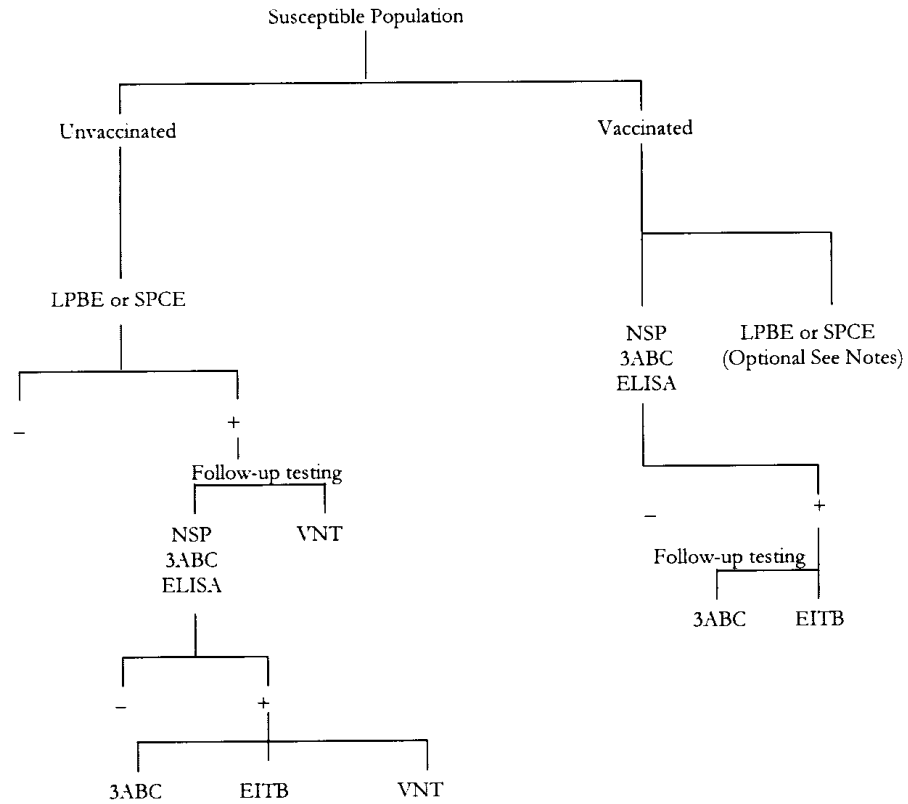 Susceptible Population
Unvaccinated
Vaccinated
LPBE or SPCE
NSP
3ABC
ELISA
LPBE or SPCE
(Optional See Notes)
–
+
Follow-up testing
NSP
3ABC
ELISA
VNT
–
+
Follow-up testing
3ABC
EITB
–
+
3ABC
EITB
VNT